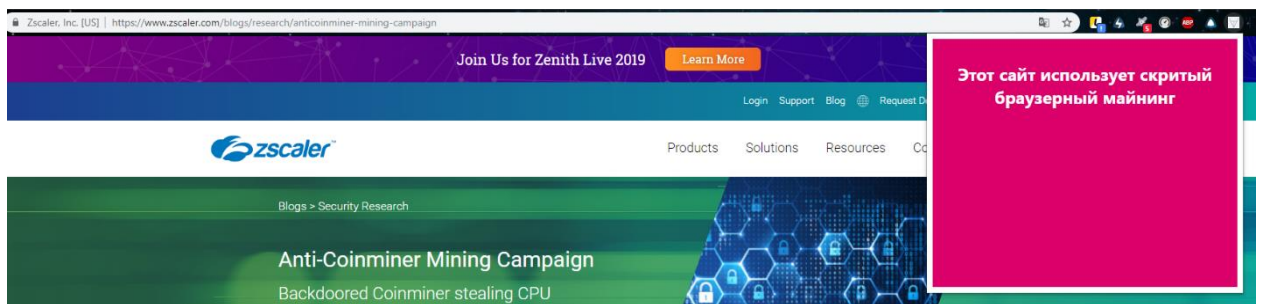 Zscaler, Inc. [US] | https://www.zscaler.com/blogs/research/anticoinminer-mining-campaign
Join Us for Zenith Live 2019 Learn More
Этот сайт использует скритый
браузерный майнинг
Login Support Blog Request D
zscaler
Products Solutions Resources Co
Blogs > Security Research
Anti-Coinminer Mining Campaign
Backdoored Coinminer stealing CPU